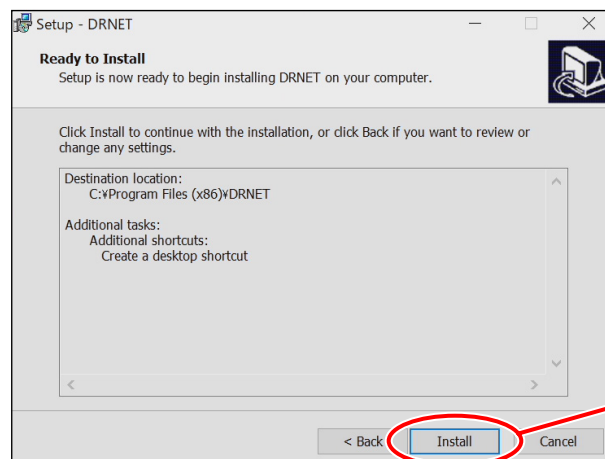 Setup - DRNET
Ready to Install
Setup is now ready to begin installing DRNET on your computer.
Click Install to continue with the installation, or click Back if you want to review or
change any settings.
Destination location:
C:¥Program Files (x86)¥DRNET
Additional tasks:
Additional shortcuts:
Create a desktop shortcut
< Back
Install
Cancel